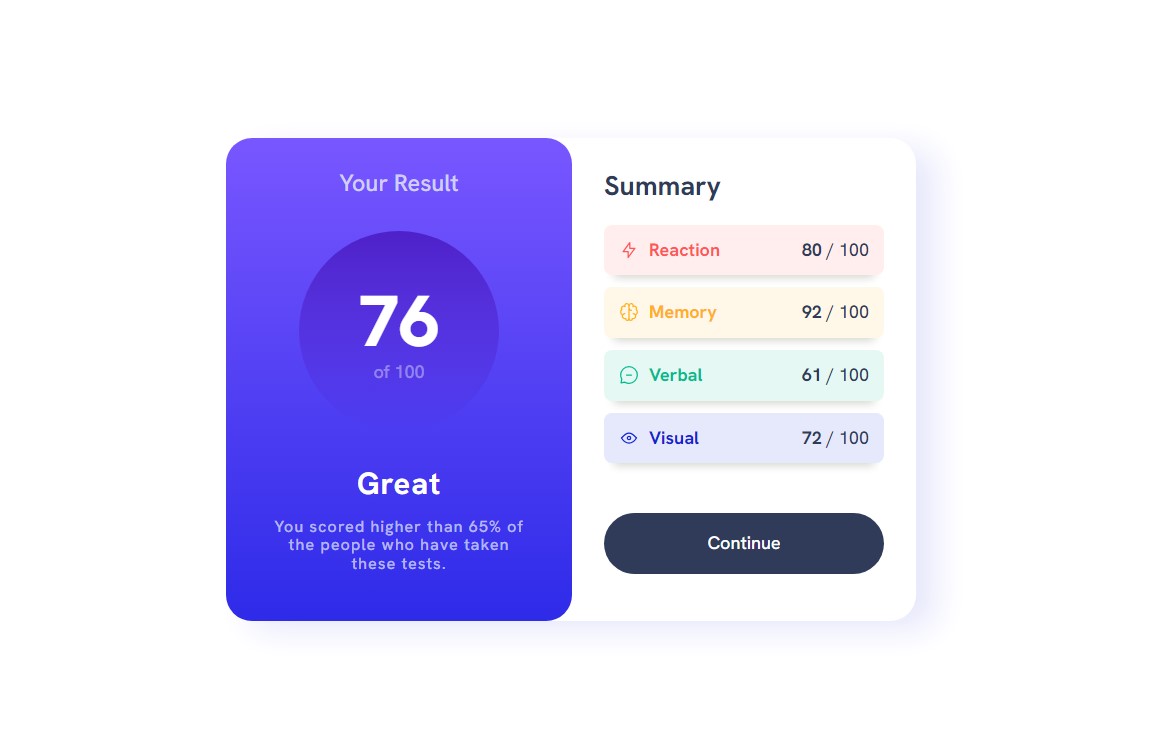 Your Result
76
of 100
Great
You scored higher than 65% of
the people who have taken
these tests.
Summary
Reaction 80 / 100
Memory 92 / 100
Verbal 61 / 100
Visual 72 / 100
Continue